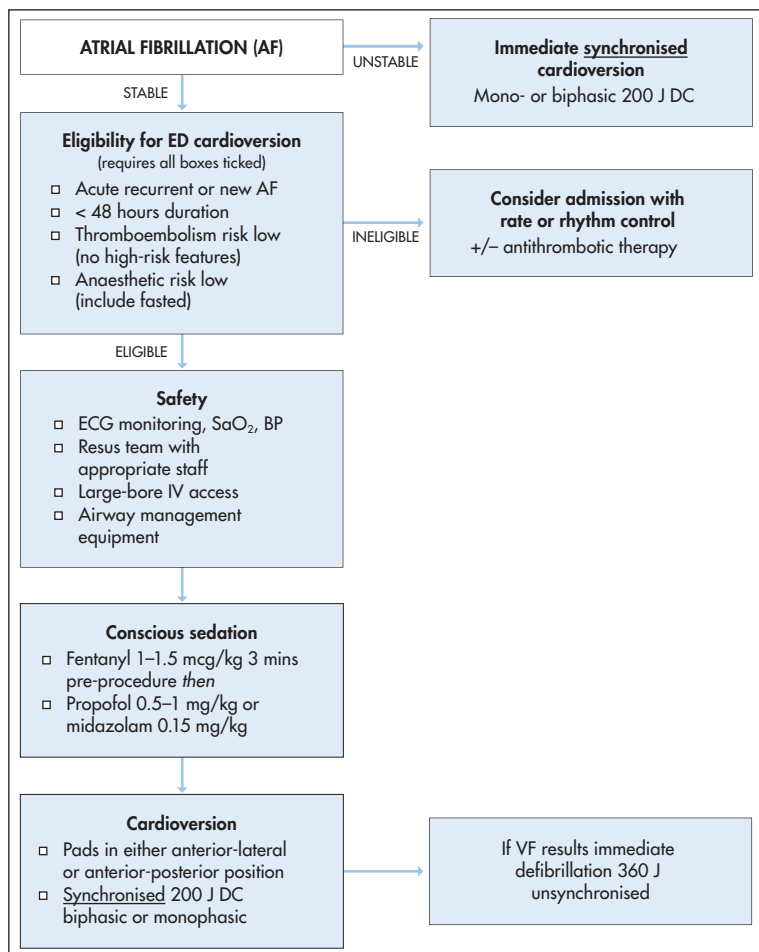 ATRIAL FIBRILLATION (AF)
UNSTABLE
Immediate synchronised
cardioversion
Mono- or biphasic 200 J DC
STABLE
Eligibility for ED cardioversion
(requires all boxes ticked)
Acute recurrent or new AF
< 48 hours duration
Thromboembolism risk low
(no high-risk features)
Anaesthetic risk low
(include fasted)
INELIGIBLE
Consider admission with
rate or rhythm control
+/– antithrombotic therapy
ELIGIBLE
Safety
ECG monitoring, SaO₂, BP
Resus team with
appropriate staff
Large-bore IV access
Airway management
equipment
Conscious sedation
Fentanyl 1–1.5 mcg/kg 3 mins
pre-procedure then
Propofol 0.5–1 mg/kg or
midazolam 0.15 mg/kg
Cardioversion
Pads in either anterior-lateral
or anterior-posterior position
Synchronised 200 J DC
biphasic or monophasic
If VF results immediate
defibrillation 360 J
unsynchronised